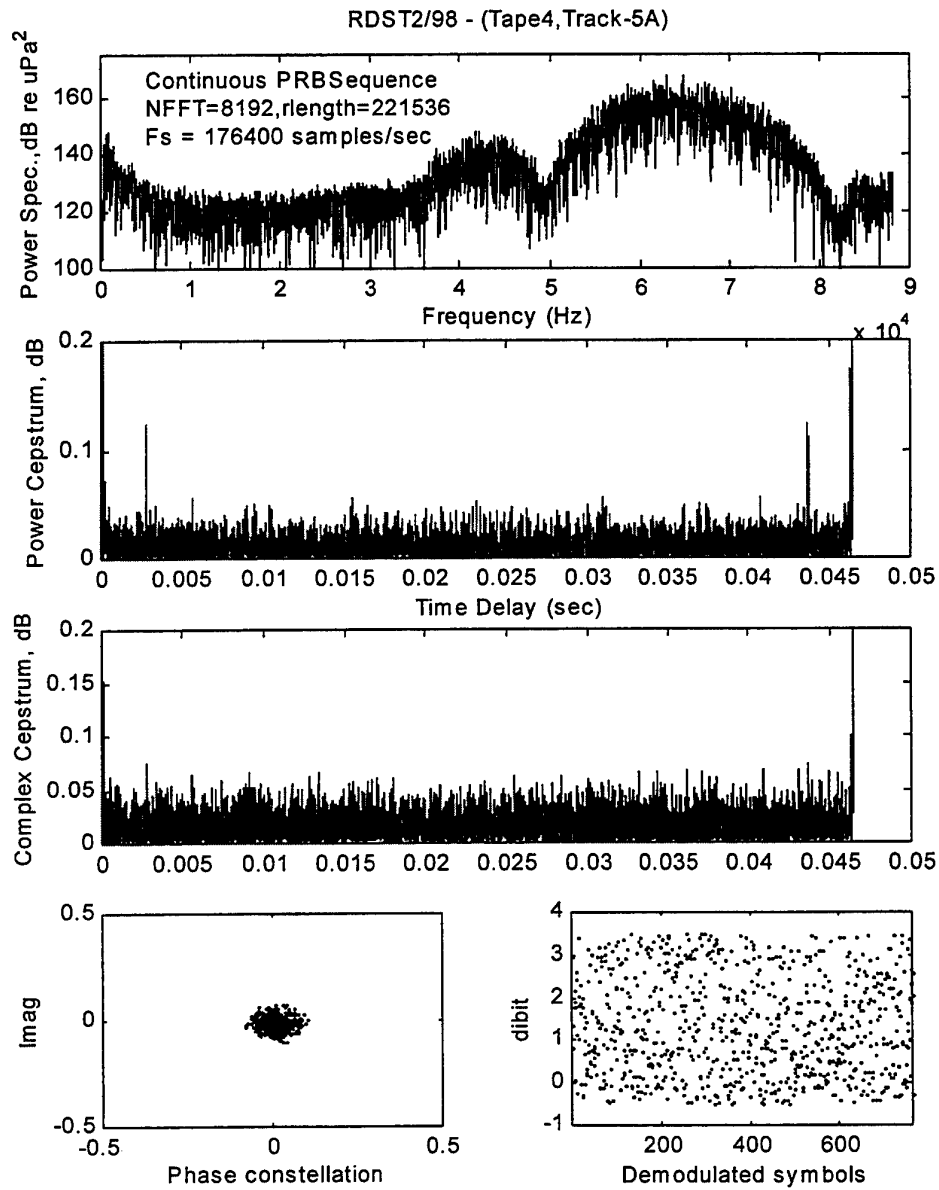 RDST2/98 - (Tape4,Track-5A)
Power Spec.,dB re uPa²
Continuous PRBSequence
NFFT=8192,rlength=221536
Fs = 176400 samples/sec
160
140
120
100
0 1 2 3 4 5 6 7 8 9
Frequency (Hz)
x 10⁴
Power Cepstrum, dB
0.2
0.1
0
0 0.005 0.01 0.015 0.02 0.025 0.03 0.035 0.04 0.045 0.05
Time Delay (sec)
Complex Cepstrum, dB
0.2
0.15
0.1
0.05
0
0 0.005 0.01 0.015 0.02 0.025 0.03 0.035 0.04 0.045 0.05
Imag
0.5
0
-0.5
-0.5 0 0.5
Phase constellation
dibit
4
3
2
1
0
-1
200 400 600
Demodulated symbols